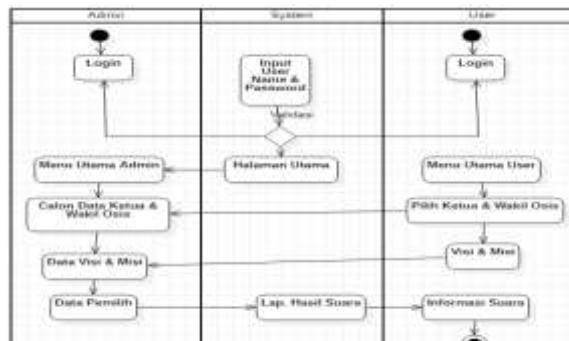 Admin
System
User
Login
Input
User
Name &
Password
Login
Validasi
Menu Utama Admin
Halaman Utama
Menu Utama User
Calon Data Ketua &
Wakil Osis
Pilih Ketua & Wakil Osis
Data Visi & Misi
Visi & Misi
Data Pemilih
Lap. Hasil Suara
Informasi Suara